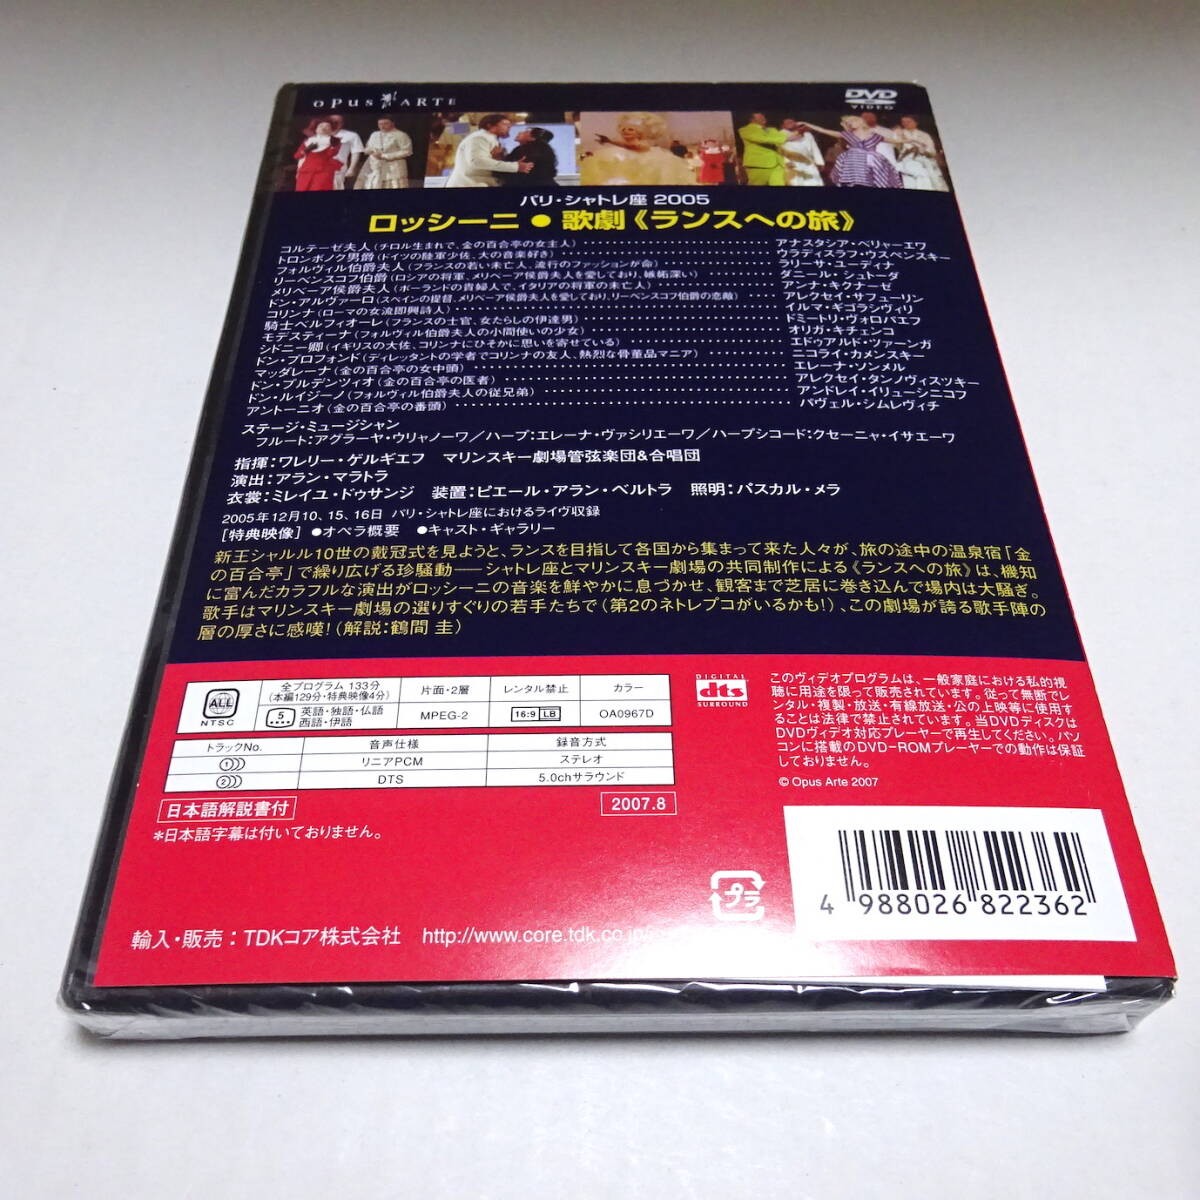 OPUS ARTE
DVD
VIDEO
パリ・シャトレ座 2005
ロッシーニ●歌劇《ランスへの旅》
コルテーゼ夫人(チロル生まれで、金の百合亭の女主人) アナスタシア・ベリャーエワ
トロンボノク男爵(ドイツの陸軍少佐、大の音楽好き) ウラディスラフ・ウスペンスキー
フォルヴィル伯爵夫人(フランスの若い未亡人、流行のファッションが命) ラリーサ・ユーディナ
リーベンスコフ伯爵(ロシアの将軍、メリベーア侯爵夫人を愛しており、嫉妬深い) ダニール・シュトーダ
メリベーア侯爵夫人(ポーランドの貴婦人で、イタリアの将軍の未亡人) アンナ・キクナーゼ
ドン・アルヴァーロ(スペインの提督、メリベーア侯爵夫人を愛しており、リーベンスコフ伯爵の恋敵) アレクセイ・サフューリン
コリンナ(ローマの女流即興詩人) イルマ・ギゴラシヴィリ
騎士ベルフィオーレ(フランスの士官、女たらしの伊達男) ドミートリ・ヴォロパエフ
モデスティーナ(フォルヴィル伯爵夫人の小間使いの少女) オリガ・キチェンコ
シドニー卿(イギリスの大佐、コリンナにひそかに思いを寄せている) エドゥアルド・ツァーンガ
ドン・プロフォンド(ディレッタントの学者でコリンナの友人、熱烈な骨董品マニア) ニコライ・カメンスキー
マッダレーナ(金の百合亭の女中頭) エレーナ・ソンメル
ドン・プルデンツィオ(金の百合亭の医者) アレクセイ・タンノヴィスツキー
ドン・ルイジーノ(フォルヴィル伯爵夫人の従兄弟) アンドレイ・イリューシニコフ
アントーニオ(金の百合亭の番頭) パヴェル・シムレヴィチ
ステージ・ミュージシャン
フルート:アグラーヤ・ウリャノーワ/ハープ:エレーナ・ヴァシリエーワ/ハープシコード:クセーニャ・イサエーワ
指揮:ワレリー・ゲルギエフ マリンスキー劇場管弦楽団&合唱団
演出:アラン・マラトラ
衣裳:ミレイユ・ドゥサンジ 装置:ピエール・アラン・ベルトラ 照明:パスカル・メラ
2005年12月10、15、16日 パリ・シャトレ座におけるライヴ収録
[特典映像] ●オペラ概要 ●キャスト・ギャラリー
新王シャルル10世の戴冠式を見ようと、ランスを目指して各国から集まって来た人々が、旅の途中の温泉宿「金
の百合亭」で繰り広げる珍騒動――シャトレ座とマリンスキー劇場の共同制作による《ランスへの旅》は、機知
に富んだカラフルな演出がロッシーニの音楽を鮮やかに息づかせ、観客まで芝居に巻き込んで場内は大騒ぎ。
歌手はマリンスキー劇場の選りすぐりの若手たちで(第2のネトレプコがいるかも!)、この劇場が誇る歌手陣の
層の厚さに感嘆!(解説:鶴間 圭)
ALL
NTSC
全プログラム 133分
(本編129分・特典映像4分)
片面・2層
レンタル禁止
カラー
5
英語・独語・仏語
西語・伊語
MPEG-2
16:9 LB
OA0967D
トラックNo. 音声仕様 録音方式
1 リニアPCM ステレオ
2 DTS 5.0chサラウンド
DIGITAL
dts
SURROUND
このヴィデオプログラムは、一般家庭における私的視
聴に用途を限って販売されています。従って無断でレ
ンタル・複製・放送・有線放送・公の上映等に使用す
ることは法律で禁止されています。当DVDディスクは
DVDヴィデオ対応プレーヤーで再生してください。パソ
コンに搭載のDVD-ROMプレーヤーでの動作は保証
しておりません。
© Opus Arte 2007
日本語解説書付
2007.8
*日本語字幕は付いておりません。
プラ
4 988026 822362
輸入・販売:TDKコア株式会社 http://www.core.tdk.co.jp/